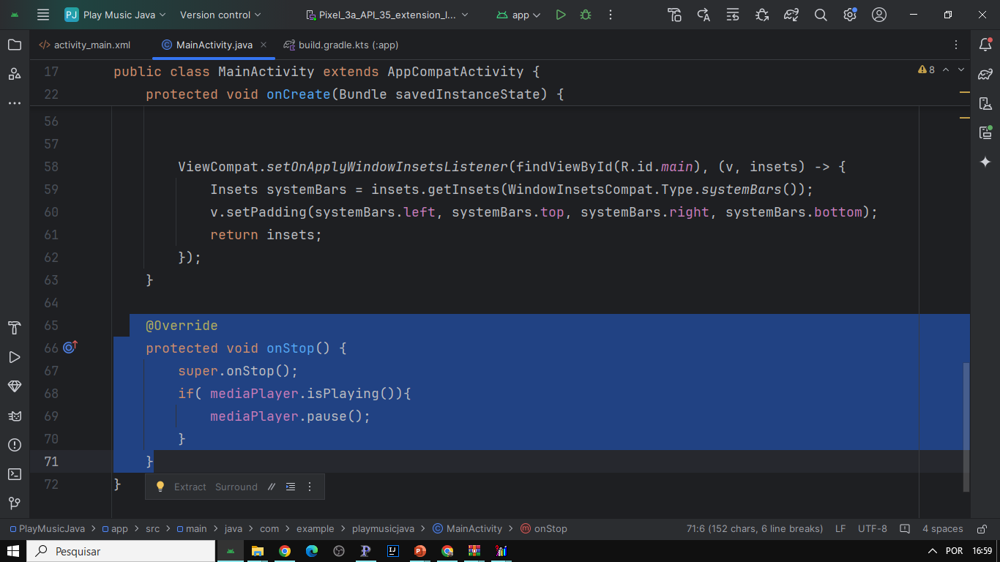 PJ Play Music Java Version control Pixel_3a_API_35_extension_l... app
activity_main.xml MainActivity.java build.gradle.kts (:app)
17 public class MainActivity extends AppCompatActivity { 8
22 protected void onCreate(Bundle savedInstanceState) {
56
57
58 ViewCompat.setOnApplyWindowInsetsListener(findViewById(R.id.main), (v, insets) -> {
59 Insets systemBars = insets.getInsets(WindowInsetsCompat.Type.systemBars());
60 v.setPadding(systemBars.left, systemBars.top, systemBars.right, systemBars.bottom);
61 return insets;
62 });
63 }
64
65 @Override
66 protected void onStop() {
67 super.onStop();
68 if( mediaPlayer.isPlaying()){
69 mediaPlayer.pause();
70 }
71 }
72 }
Extract Surround
PlayMusicJava > app > src > main > java > com > example > playmusicjava > MainActivity > onStop 71:6 (152 chars, 6 line breaks) LF UTF-8 4 spaces
Pesquisar POR 16:59